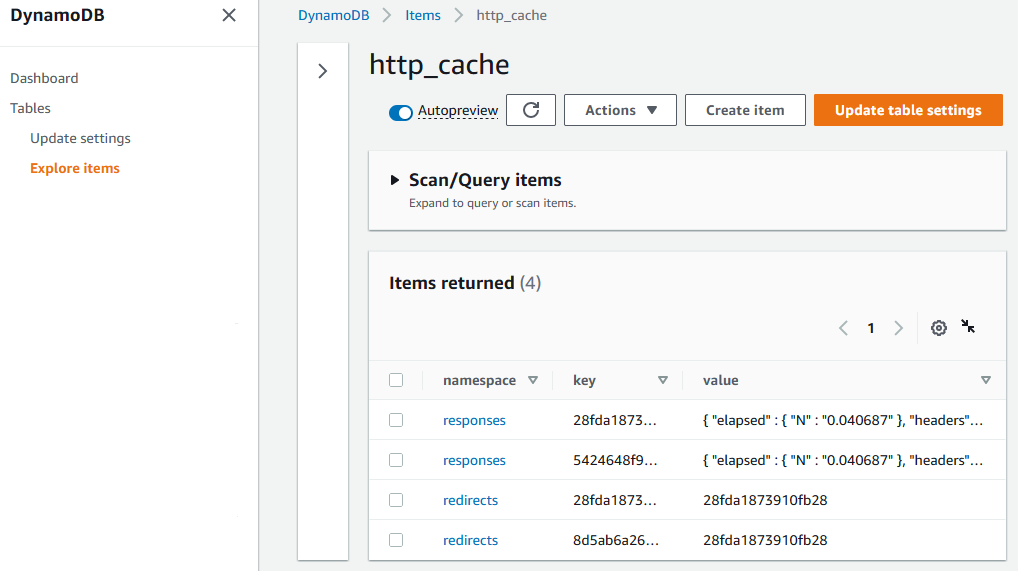 DynamoDB
Dashboard
Tables
Update settings
Explore items
DynamoDB > Items > http_cache
http_cache
Autopreview Actions Create item Update table settings
Scan/Query items
Expand to query or scan items.
Items returned (4)
1
namespace key value
responses 28fda1873… { "elapsed" : { "N" : "0.040687" }, "headers"…
responses 5424648f9… { "elapsed" : { "N" : "0.040687" }, "headers"…
redirects 28fda1873… 28fda1873910fb28
redirects 8d5ab6a26… 28fda1873910fb28